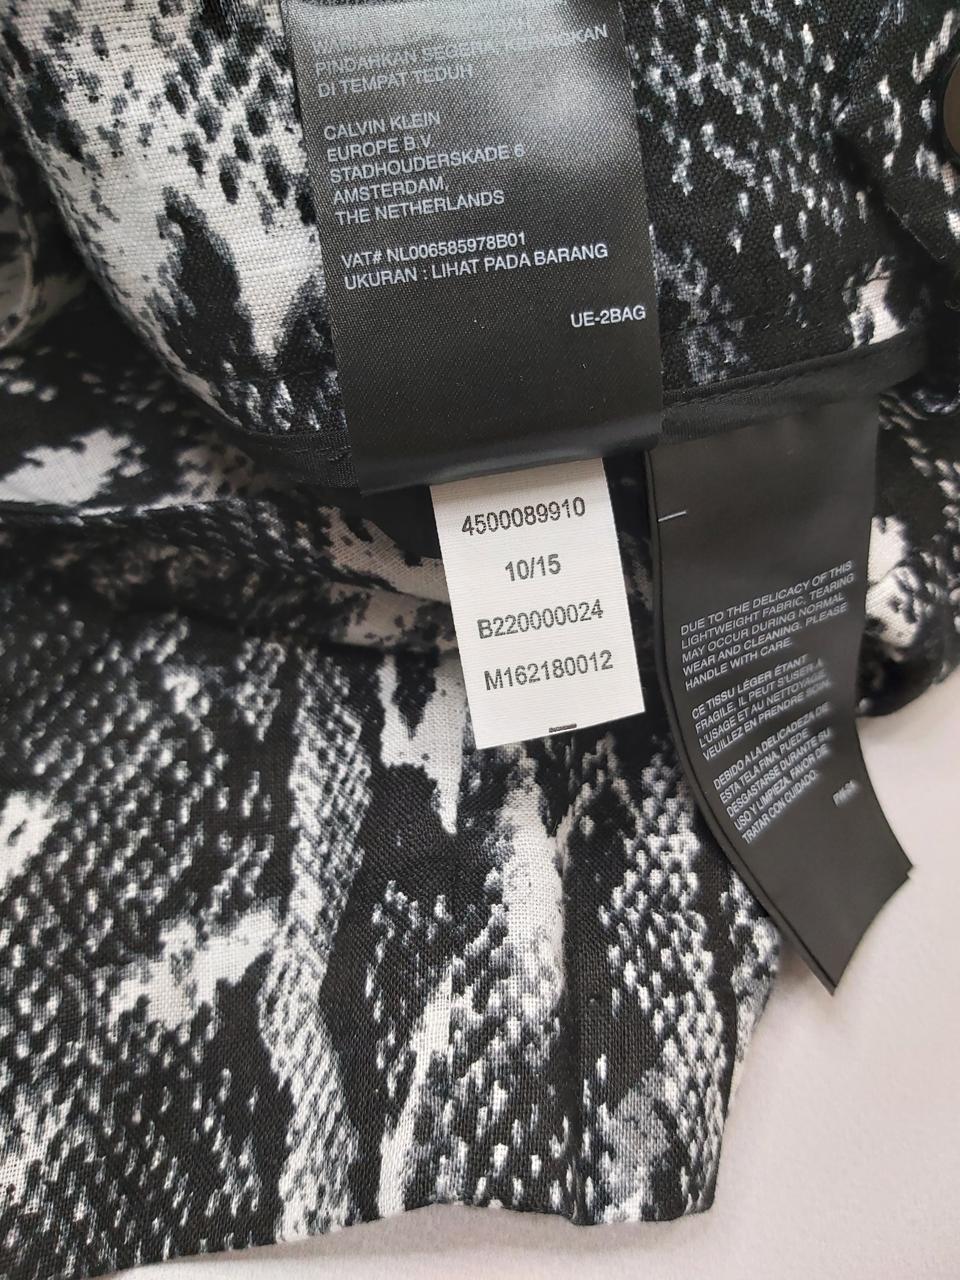 PINDAHKAN SEGERA,
DI TEMPAT TEDUH
CALVIN KLEIN
EUROPE B.V
STADHOUDERSKADE 6
AMSTERDAM,
THE NETHERLANDS
VAT# NL006585978B01
UKURAN : LIHAT PADA BARANG
UE-2BAG
4500089910
10/15
B220000024
M162180012
DUE TO THE DELICACY OF THIS
LIGHTWEIGHT FABRIC, TEARING
MAY OCCUR DURING NORMAL
WEAR AND CLEANING. PLEASE
HANDLE WITH CARE.
CE TISSU LÉGER ÉTANT
FRAGILE, IL PEUT S'USER À
L'USAGE ET AU NETTOYAGE.
VEUILLEZ EN PRENDRE SOIN.
DEBIDO A LA DELICADEZA DE
ESTA TELA FINA, PUEDE
DESGASTARSE DURANTE SU
USO Y LIMPIEZA. FAVOR DE
TRATAR CON CUIDADO.